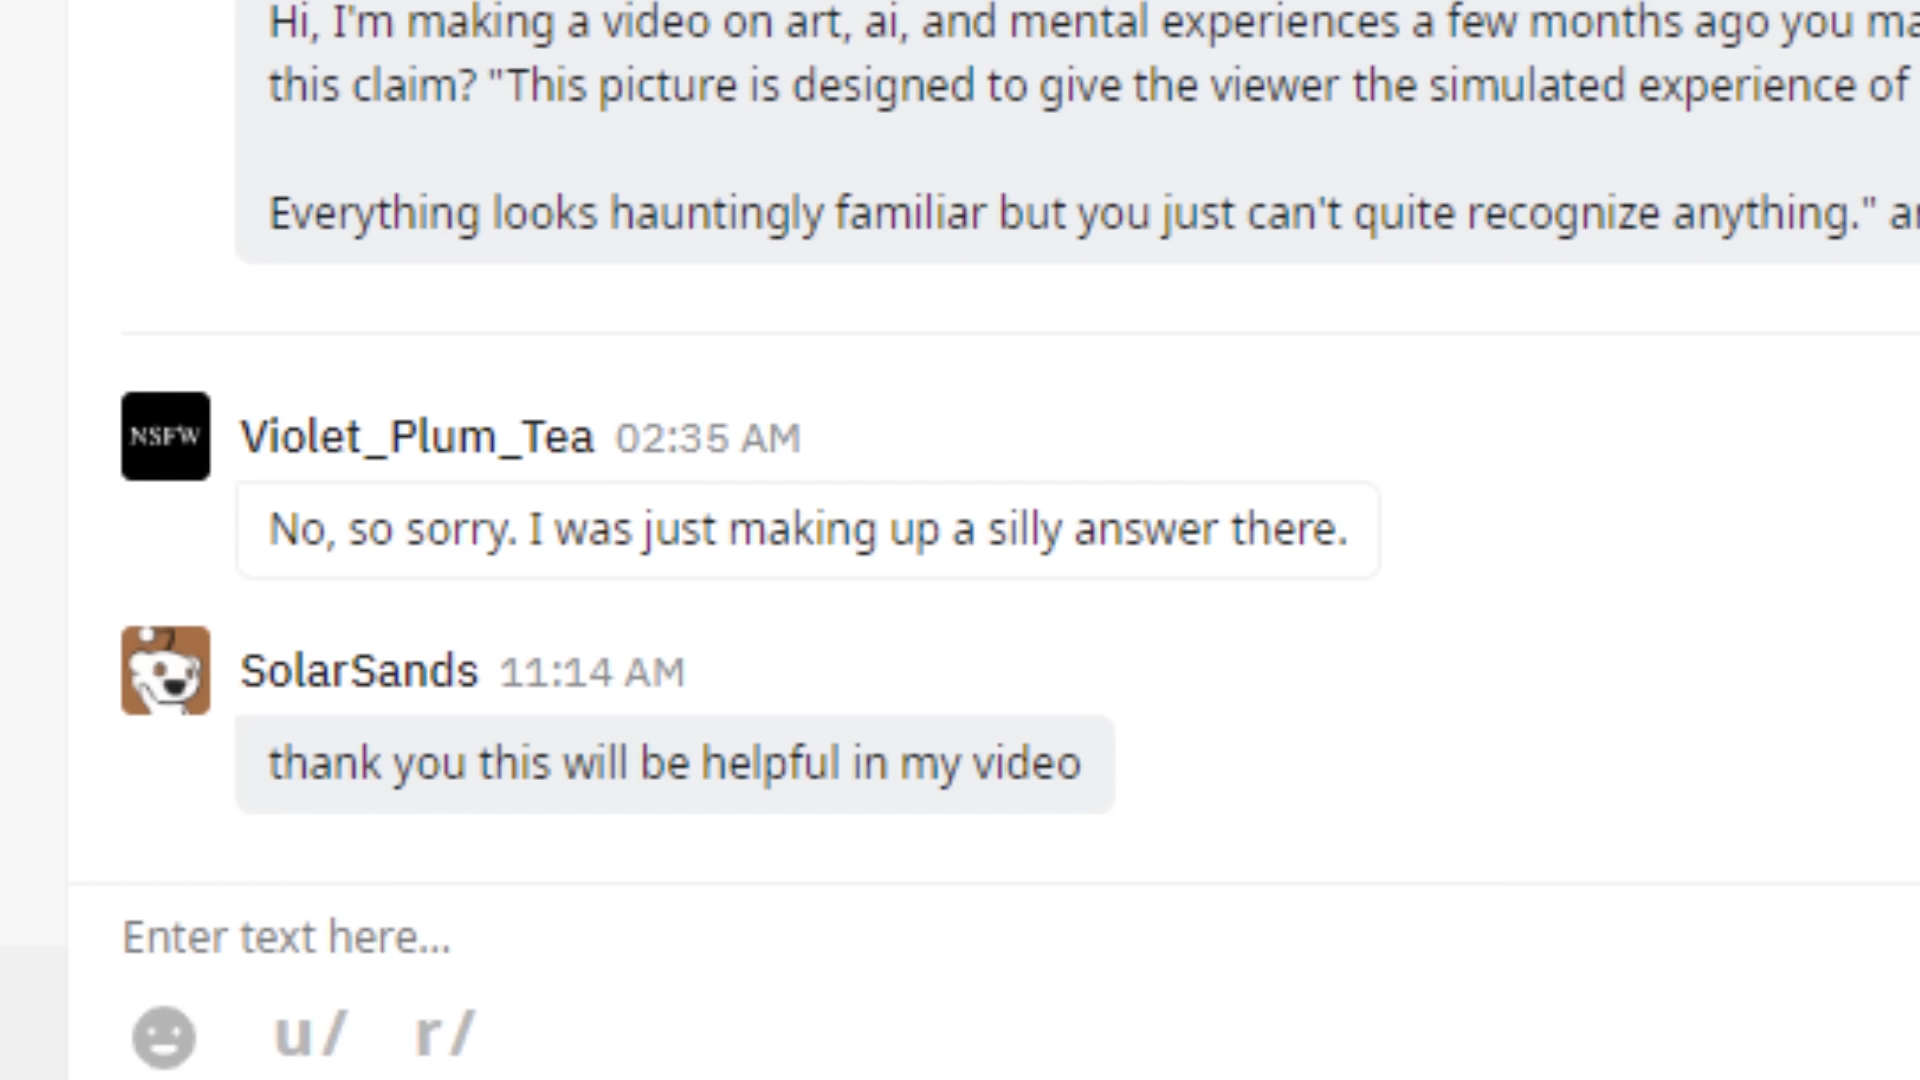 Hi, I'm making a video on art, ai, and mental experiences a few months ago you ma
this claim? "This picture is designed to give the viewer the simulated experience of
Everything looks hauntingly familiar but you just can't quite recognize anything." a
NSFW
Violet_Plum_Tea 02:35 AM
No, so sorry. I was just making up a silly answer there.
SolarSands 11:14 AM
thank you this will be helpful in my video
Enter text here...
u/ r/